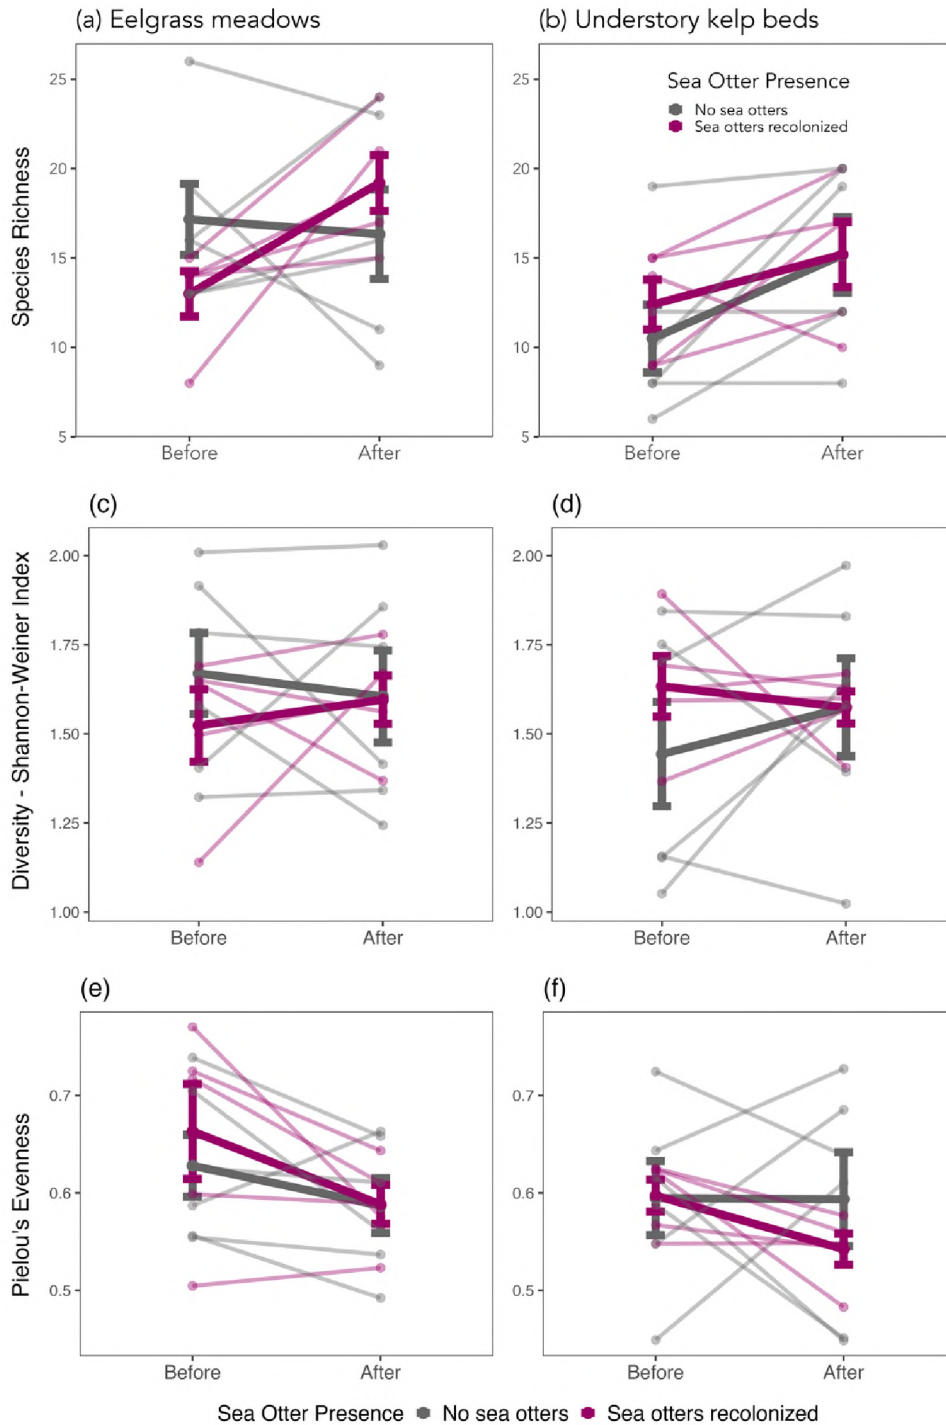 (a) Eelgrass meadows
(b) Understory kelp beds
Species Richness
25
20
15
10
5
Before
After
25
20
15
10
5
Sea Otter Presence
No sea otters
Sea otters recolonized
Before
After
(c)
(d)
Diversity - Shannon-Weiner Index
2.00
1.75
1.50
1.25
1.00
Before
After
2.00
1.75
1.50
1.25
1.00
Before
After
(e)
(f)
Pielou's Evenness
0.7
0.6
0.5
Before
After
0.7
0.6
0.5
Before
After
Sea Otter Presence No sea otters Sea otters recolonized